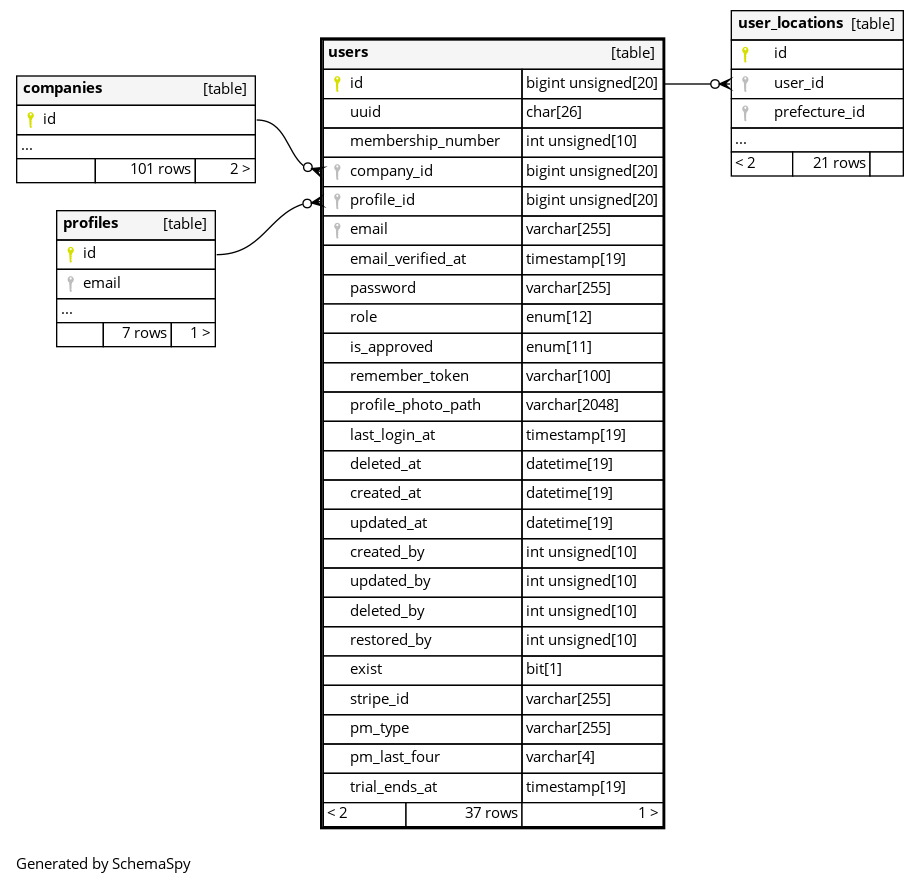 companies [table]
id
...
101 rows 2 >
profiles [table]
id
email
...
7 rows 1 >
users [table]
id bigint unsigned[20]
uuid char[26]
membership_number int unsigned[10]
company_id bigint unsigned[20]
profile_id bigint unsigned[20]
email varchar[255]
email_verified_at timestamp[19]
password varchar[255]
role enum[12]
is_approved enum[11]
remember_token varchar[100]
profile_photo_path varchar[2048]
last_login_at timestamp[19]
deleted_at datetime[19]
created_at datetime[19]
updated_at datetime[19]
created_by int unsigned[10]
updated_by int unsigned[10]
deleted_by int unsigned[10]
restored_by int unsigned[10]
exist bit[1]
stripe_id varchar[255]
pm_type varchar[255]
pm_last_four varchar[4]
trial_ends_at timestamp[19]
< 2 37 rows 1 >
user_locations [table]
id
user_id
prefecture_id
...
< 2 21 rows
Generated by SchemaSpy